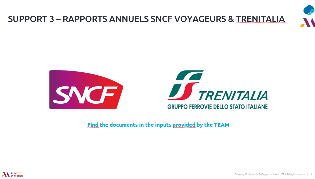 SUPPORT 3 – RAPPORTS ANNUELS SNCF VOYAGEURS & TRENITALIA
SNCF
TRENITALIA
GRUPPO FERROVIE DELLO STATO ITALIANE
Find the documents in the inputs provided by the TEAM